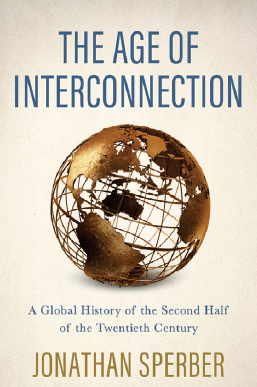 THE AGE OF
INTERCONNECTION
A Global History of the Second Half
of the Twentieth Century
JONATHAN SPERBER